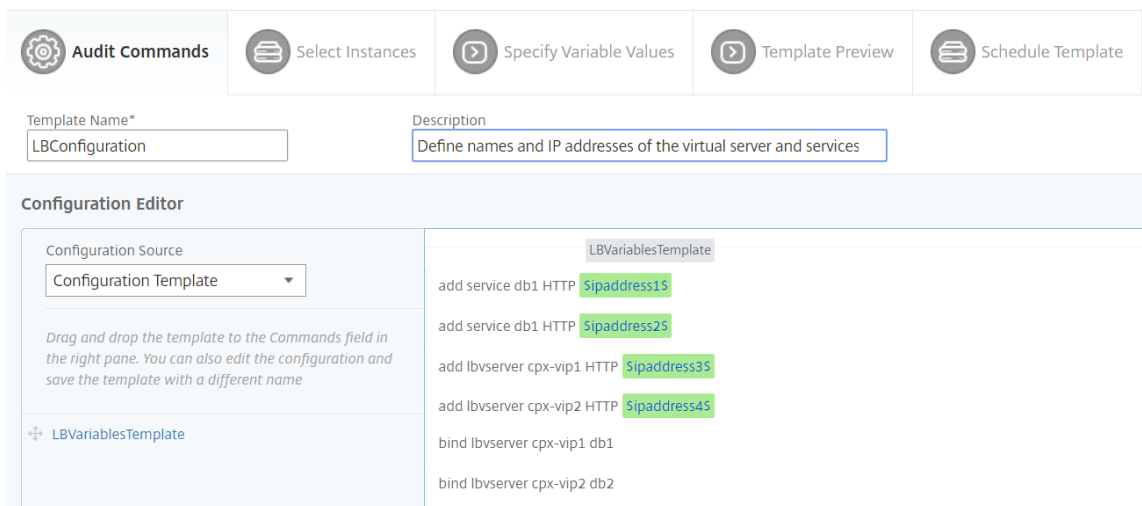 Audit Commands
Select Instances
Specify Variable Values
Template Preview
Schedule Template
Template Name*
Description
LBConfiguration
Define names and IP addresses of the virtual server and services
Configuration Editor
Configuration Source
Configuration Template
Drag and drop the template to the Commands field in
the right pane. You can also edit the configuration and
save the template with a different name
LBVariablesTemplate
LBVariablesTemplate
add service db1 HTTP $ipaddress1$
add service db1 HTTP $ipaddress2$
add lbvserver cpx-vip1 HTTP $ipaddress3$
add lbvserver cpx-vip2 HTTP $ipaddress4$
bind lbvserver cpx-vip1 db1
bind lbvserver cpx-vip2 db2